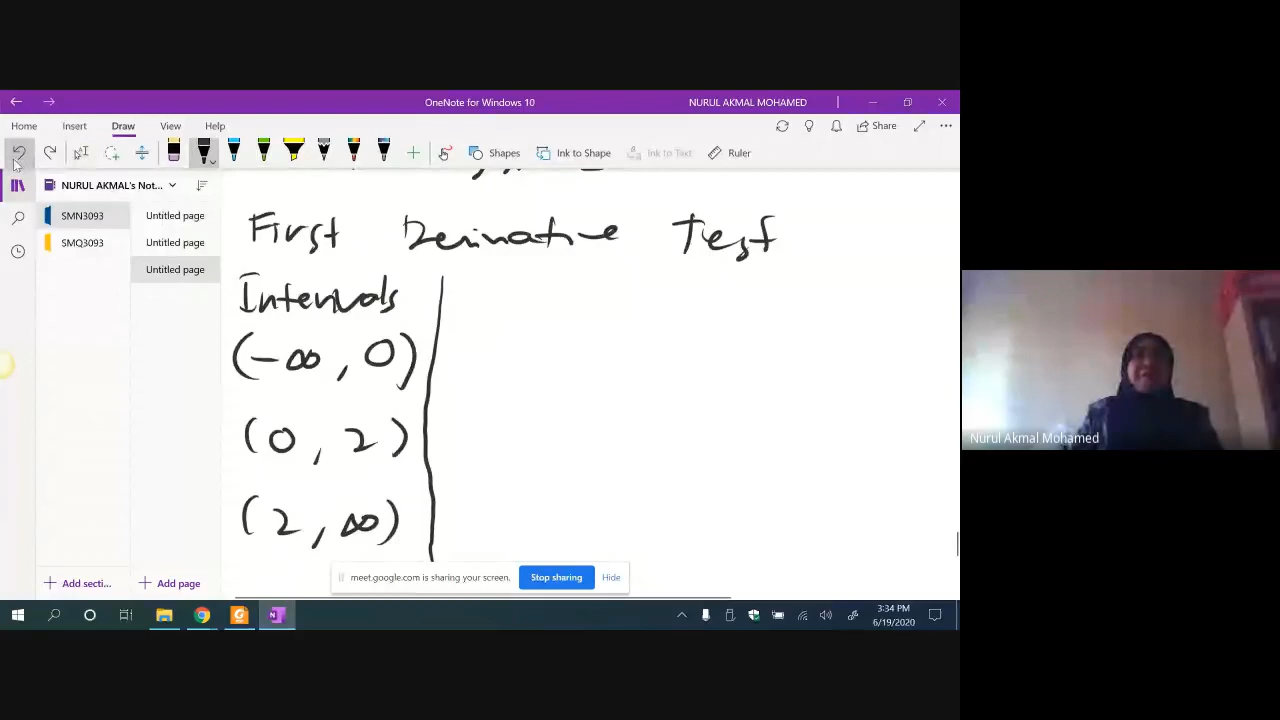 OneNote for Windows 10
NURUL AKMAL MOHAMED
Home Insert Draw View Help
Share
Shapes
Ink to Shape
Ink to Text
Ruler
NURUL AKMAL's Not...
SMN3093
SMQ3093
Untitled page
Untitled page
Untitled page
First Derivative Test
Intervals
(-∞, 0)
(0, 2)
(2, ∞)
Add secti...
Add page
meet.google.com is sharing your screen.
Stop sharing
Hide
3:34 PM
6/19/2020
Nurul Akmal Mohamed